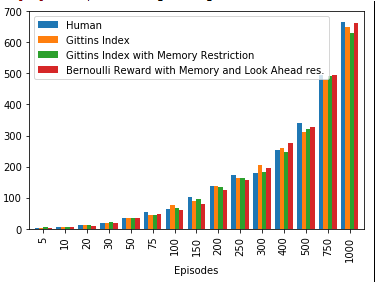 700
600
500
400
300
200
100
0
Human
Gittins Index
Gittins Index with Memory Restriction
Bernoulli Reward with Memory and Look Ahead res.
5 10 20 30 50 75 100 150 200 250 300 400 500 750 1000
Episodes